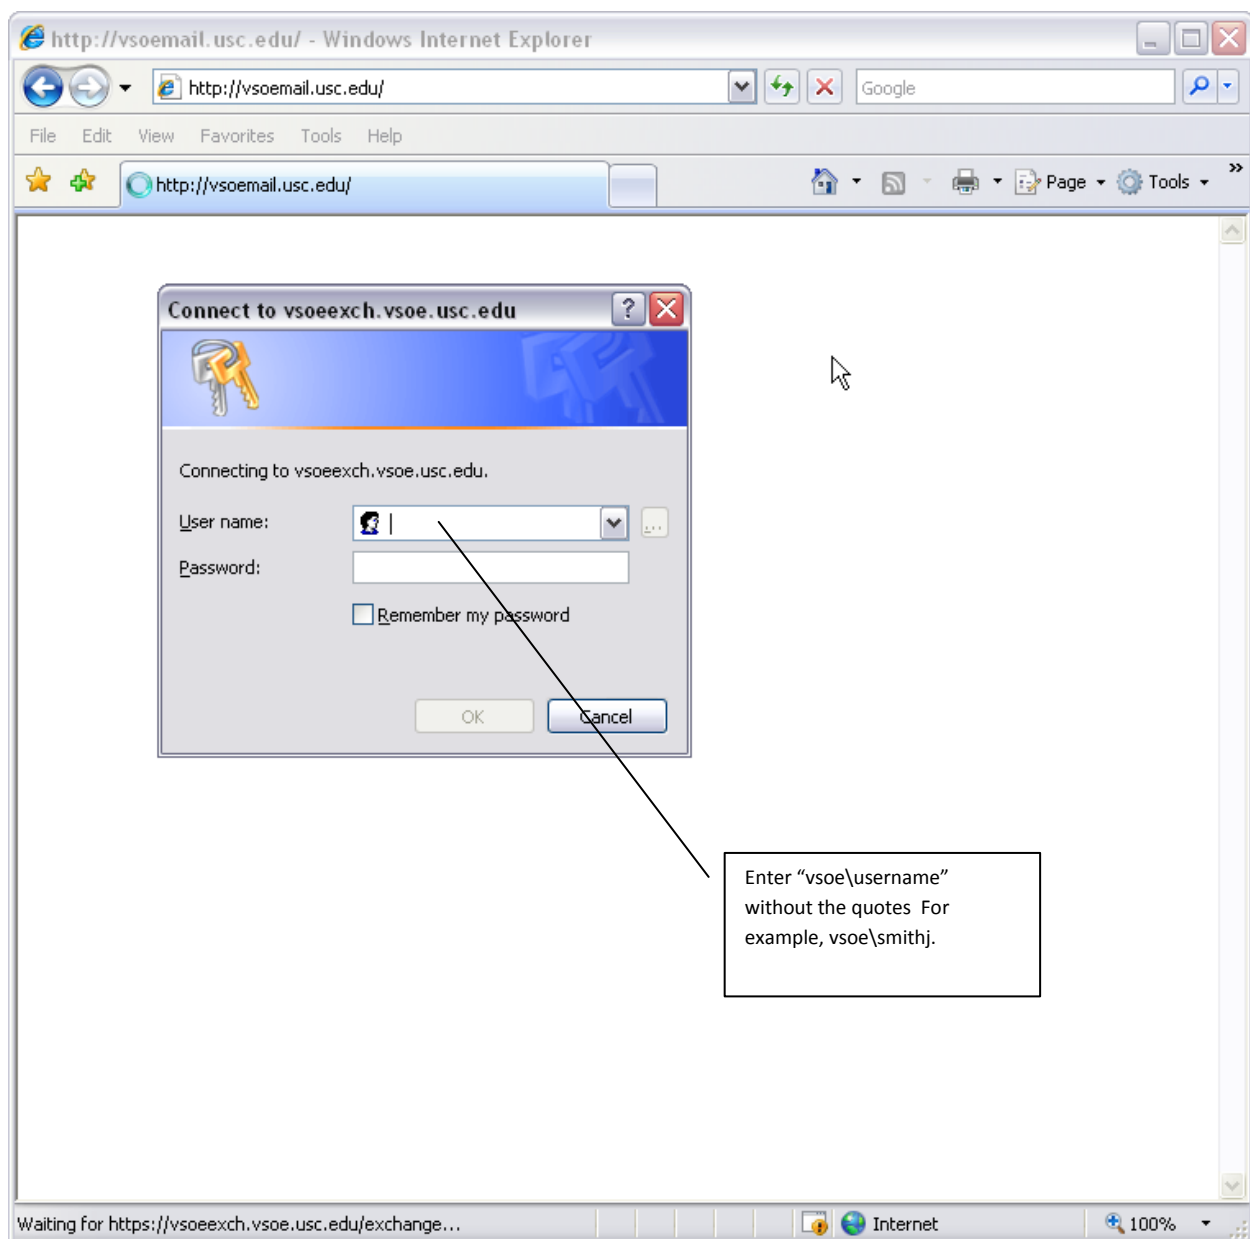 http://vsoemail.usc.edu/ - Windows Internet Explorer
http://vsoemail.usc.edu/
Google
File Edit View Favorites Tools Help
http://vsoemail.usc.edu/
Page Tools »
Connect to vsoeexch.vsoe.usc.edu
Connecting to vsoeexch.vsoe.usc.edu.
User name:
...
Password:
Remember my password
OK Cancel
Enter “vsoe\username”
without the quotes For
example, vsoe\smithj.
Waiting for https://vsoeexch.vsoe.usc.edu/exchange... Internet 100%